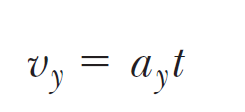 v_y = a_y t